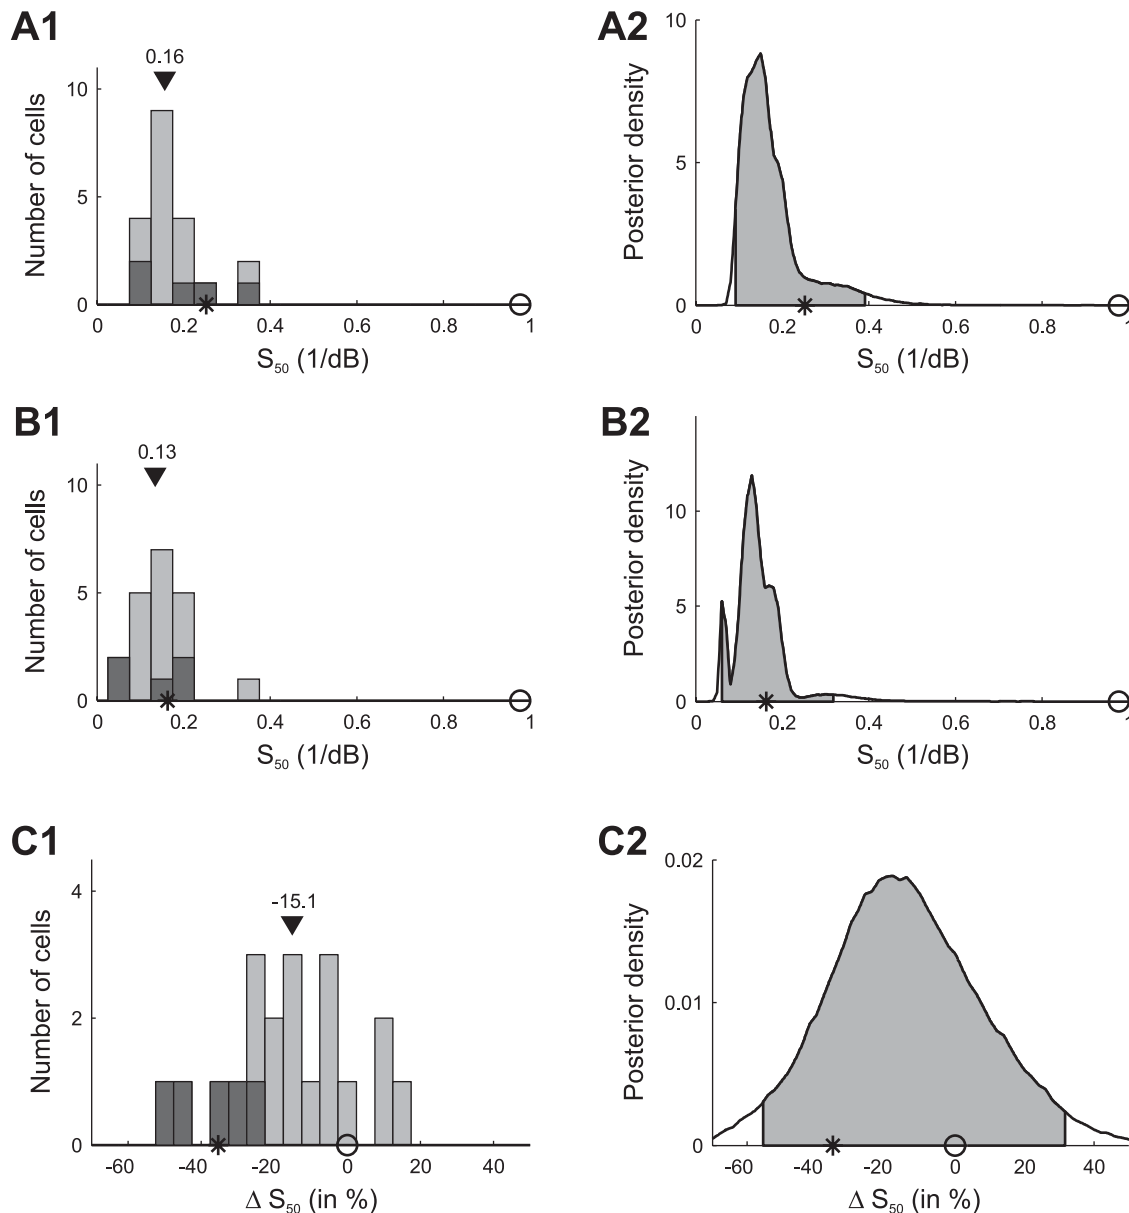 A1
A2
0.16
Number of cells
10
5
0
0 0.2 0.4 0.6 0.8 1
S50 (1/dB)
Posterior density
10
5
0
0 0.2 0.4 0.6 0.8 1
S50 (1/dB)
B1
B2
0.13
Number of cells
10
5
0
0 0.2 0.4 0.6 0.8 1
S50 (1/dB)
Posterior density
10
5
0
0 0.2 0.4 0.6 0.8 1
S50 (1/dB)
C1
C2
-15.1
Number of cells
4
2
0
-60 -40 -20 0 20 40
Δ S50 (in %)
Posterior density
0.02
0.01
0
-60 -40 -20 0 20 40
Δ S50 (in %)